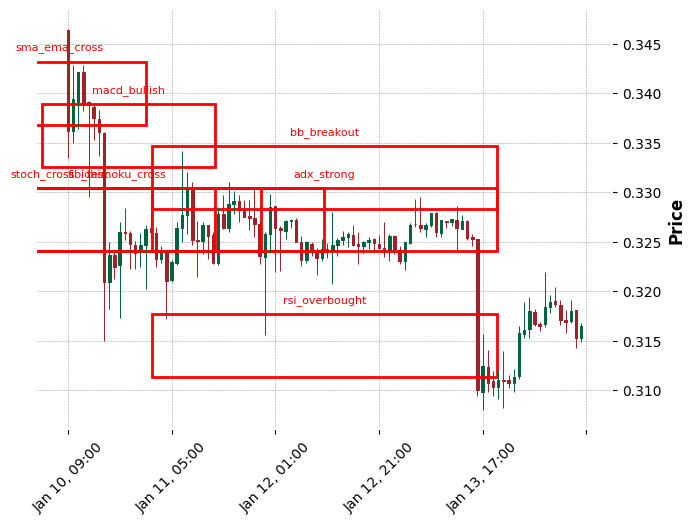 sma_ema_cross
macd_bullish
bb_breakout
stoch_cross
ichimoku_cross
adx_strong
rsi_overbought
0.345
0.340
0.335
0.330
0.325
0.320
0.315
0.310
Price
Jan 10, 09:00
Jan 11, 05:00
Jan 12, 01:00
Jan 12, 21:00
Jan 13, 17:00